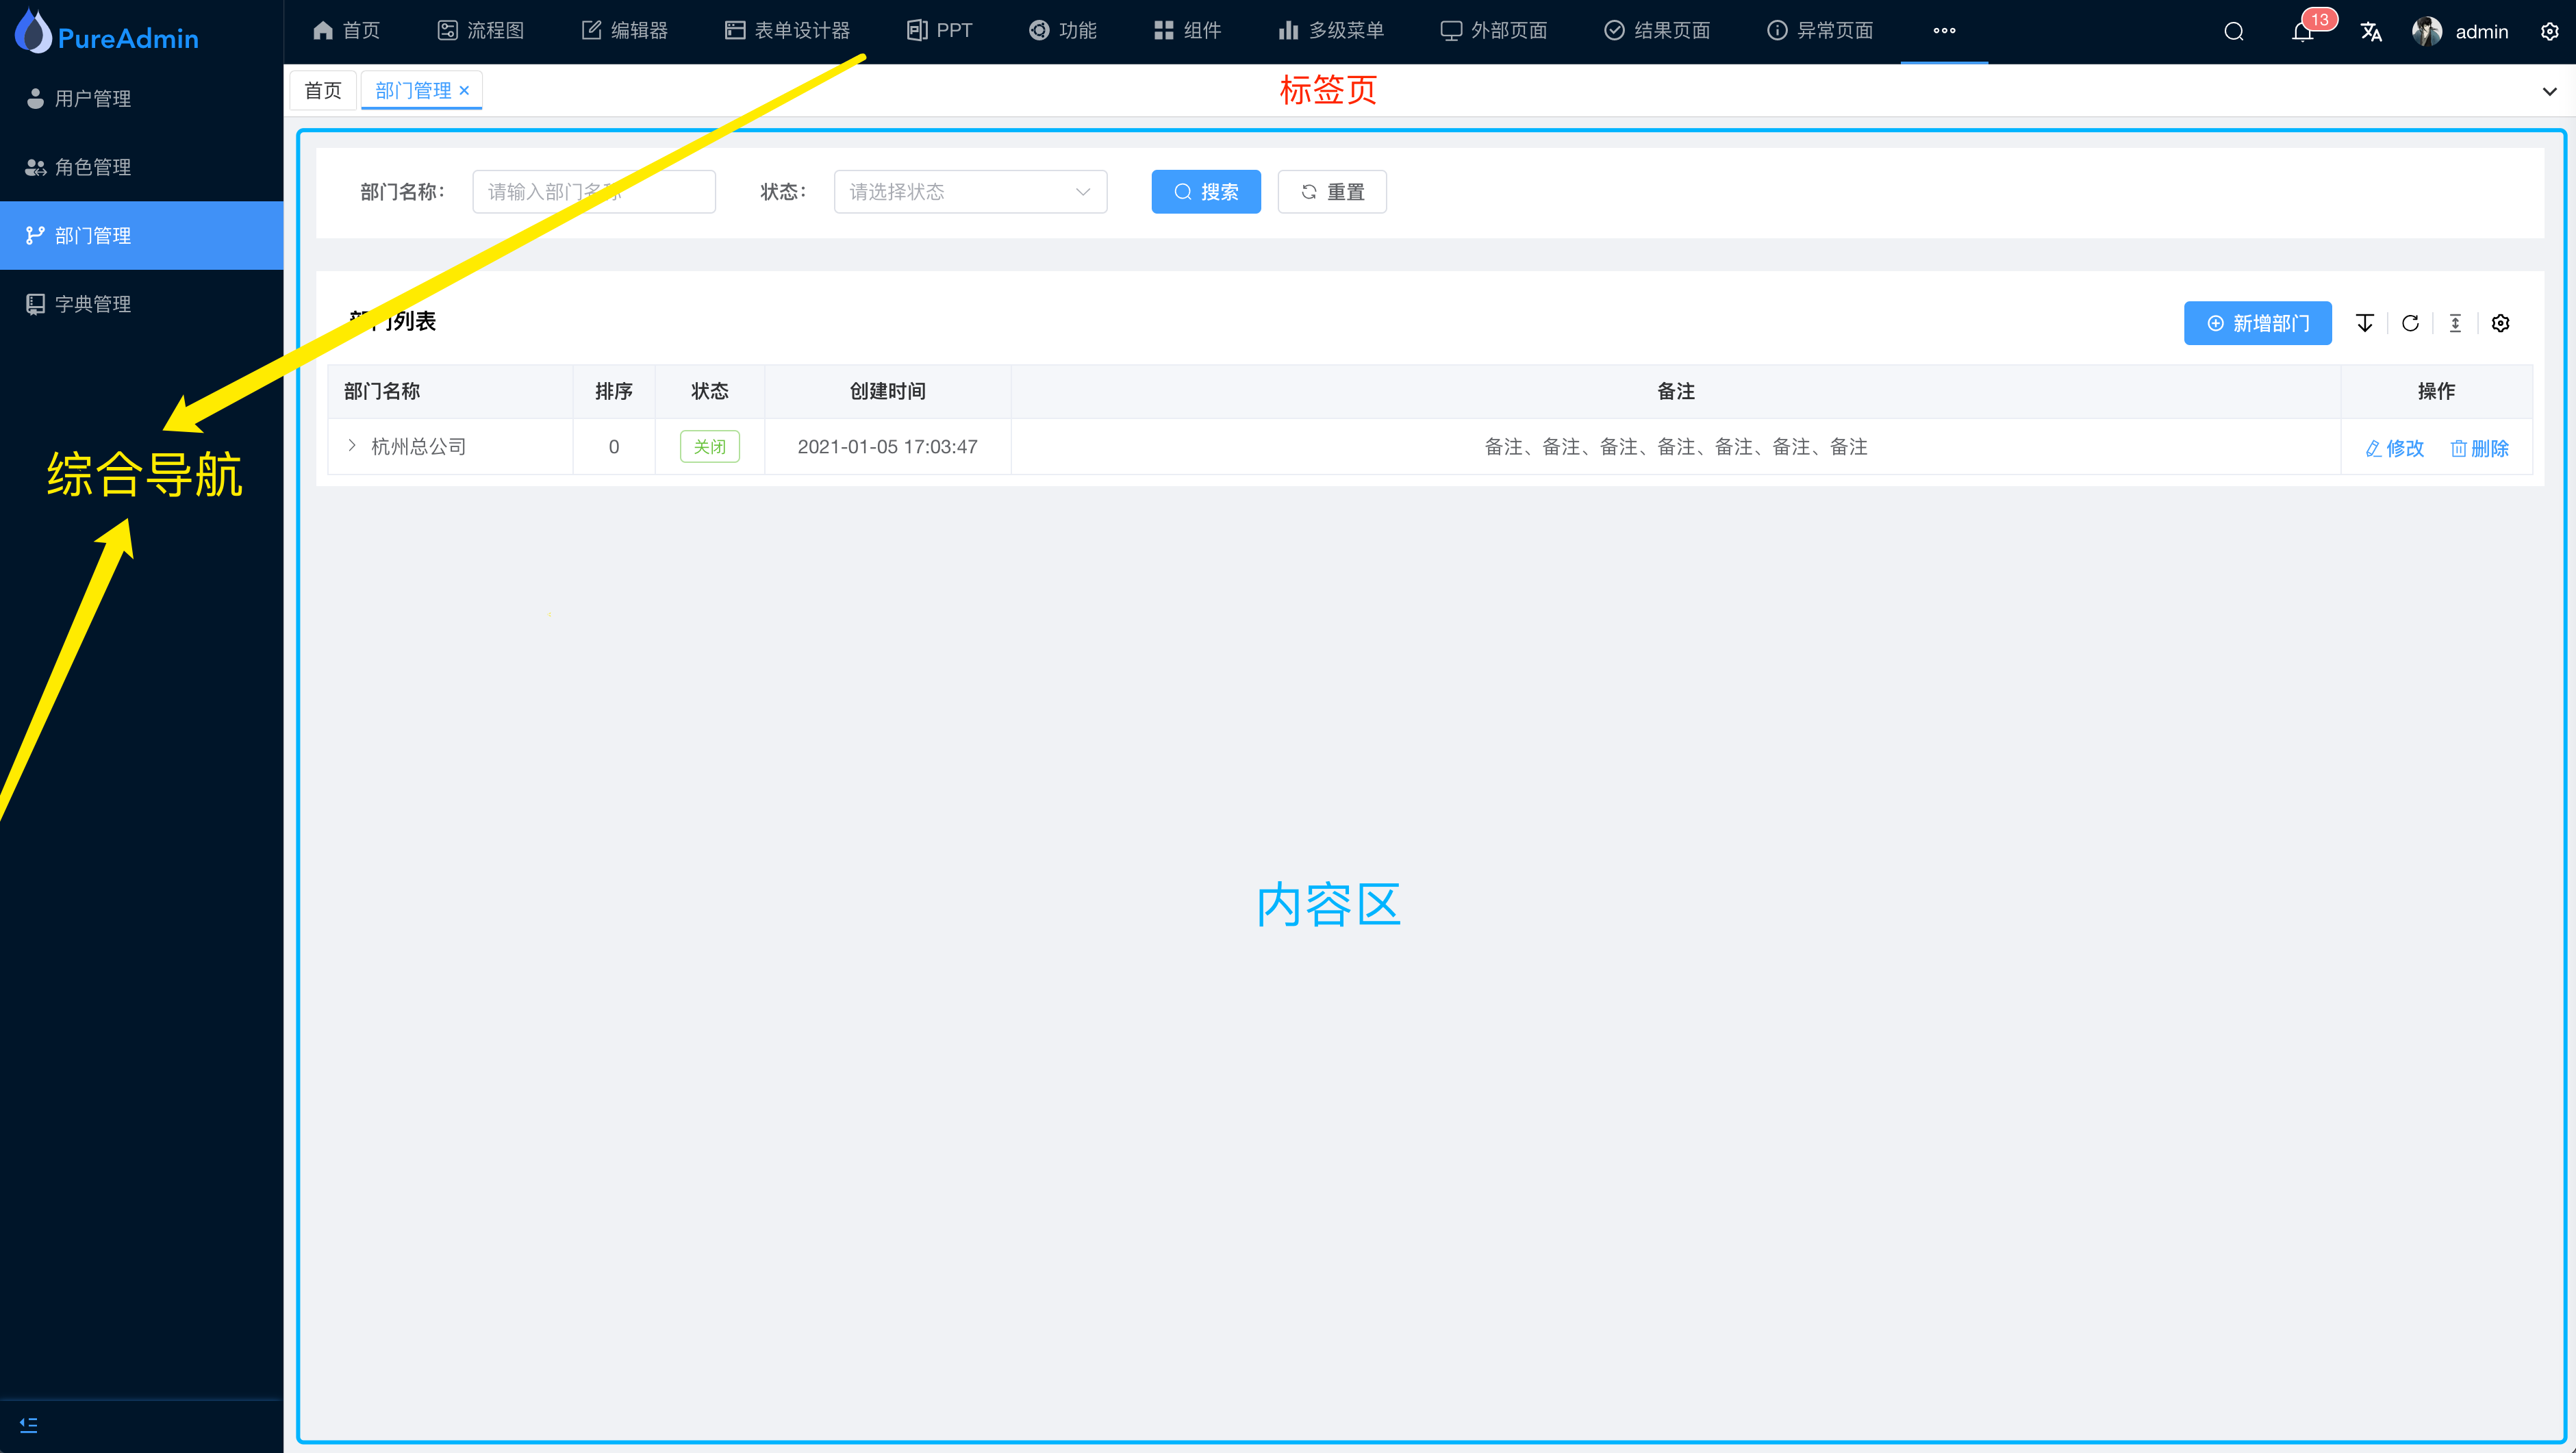 PureAdmin
首页 流程图 编辑器 表单设计器 PPT 功能 组件 多级菜单 外部页面 结果页面 异常页面 13 admin
首页 部门管理
标签页
用户管理
角色管理
部门管理
字典管理
综合导航
部门名称： 请输入部门名称 状态： 请选择状态 搜索 重置
部门列表 新增部门
部门名称 排序 状态 创建时间 备注 操作
杭州总公司 0 关闭 2021-01-05 17:03:47 备注、备注、备注、备注、备注、备注、备注 修改 删除
内容区